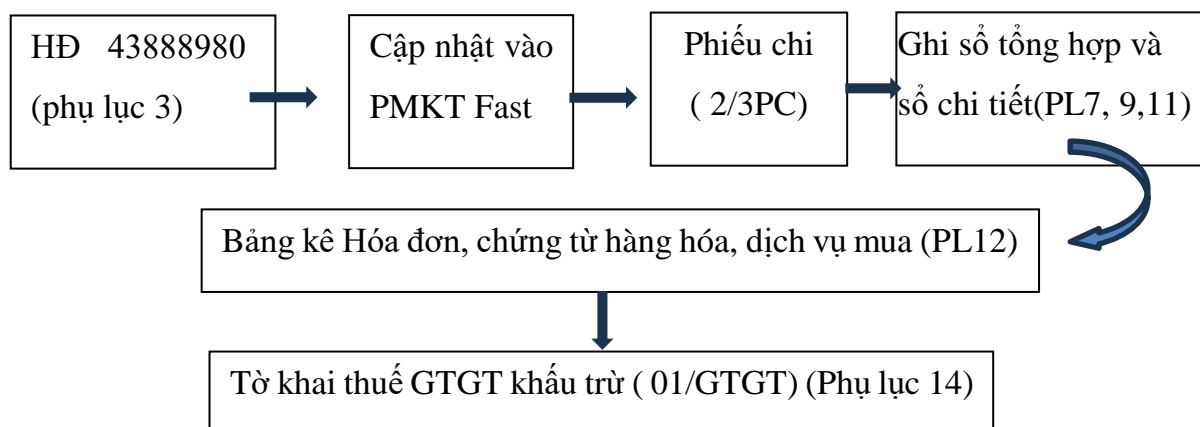 HĐ 43888980
(phụ lục 3)
Cập nhật vào
PMKT Fast
Phiếu chi
( 2/3PC)
Ghi sổ tổng hợp và
sổ chi tiết(PL7, 9,11)
Bảng kê Hóa đơn, chứng từ hàng hóa, dịch vụ mua (PL12)
Tờ khai thuế GTGT khấu trừ ( 01/GTGT) (Phụ lục 14)